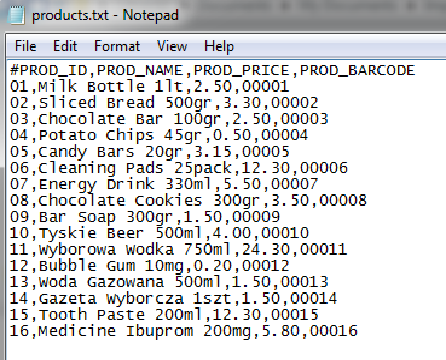 products.txt - Notepad
File Edit Format View Help
#PROD_ID,PROD_NAME,PROD_PRICE,PROD_BARCODE
01,Milk Bottle 1lt,2.50,00001
02,Sliced Bread 500gr,3.30,00002
03,Chocolate Bar 100gr,2.50,00003
04,Potato Chips 45gr,0.50,00004
05,Candy Bars 20gr,3.15,00005
06,Cleaning Pads 25pack,12.30,00006
07,Energy Drink 330ml,5.50,00007
08,Chocolate Cookies 300gr,3.50,00008
09,Bar Soap 300gr,1.50,00009
10,Tyskie Beer 500ml,4.00,00010
11,Wyborowa Wodka 750ml,24.30,00011
12,Bubble Gum 10mg,0.20,00012
13,Woda Gazowana 500ml,1.50,00013
14,Gazeta Wyborcza 1szt,1.50,00014
15,Tooth Paste 200ml,12.30,00015
16,Medicine Ibuprom 200mg,5.80,00016